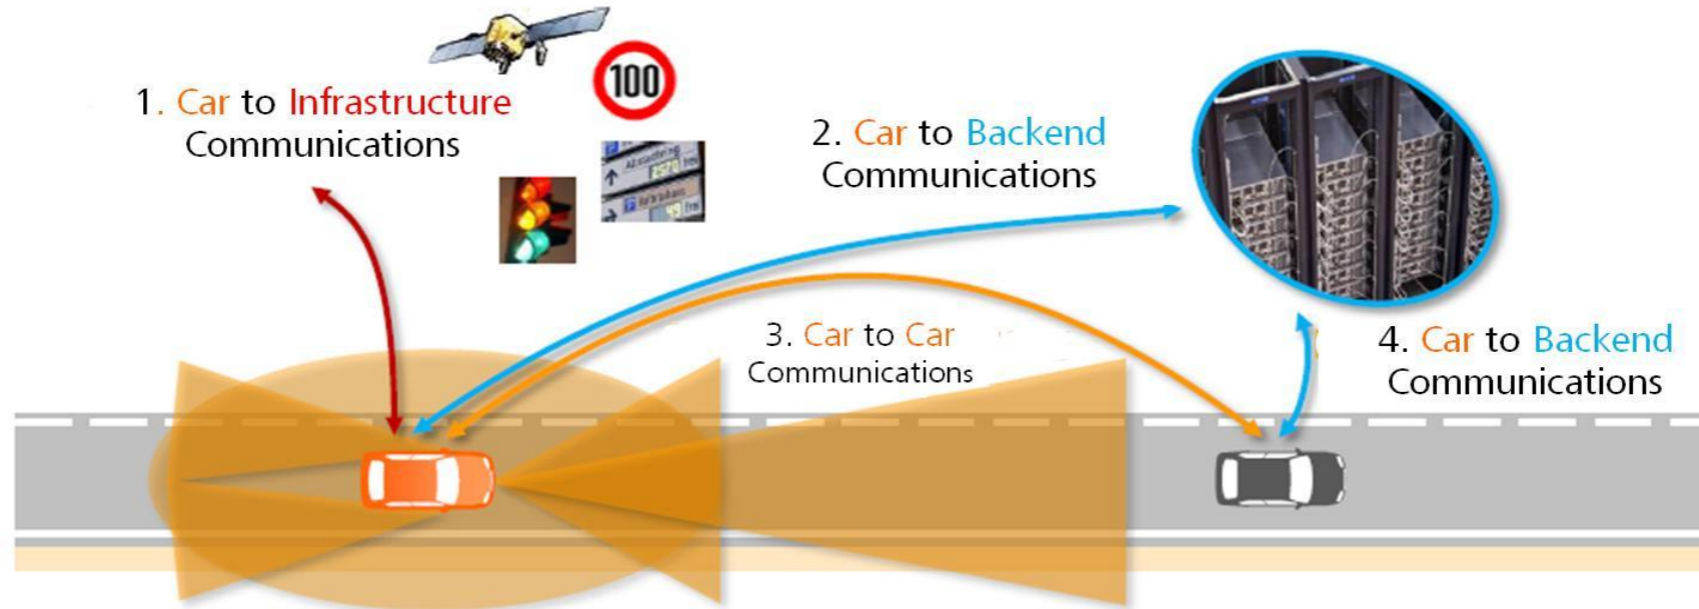 100
1. Car to Infrastructure
Communications
2. Car to Backend
Communications
3. Car to Car
Communications
4. Car to Backend
Communications